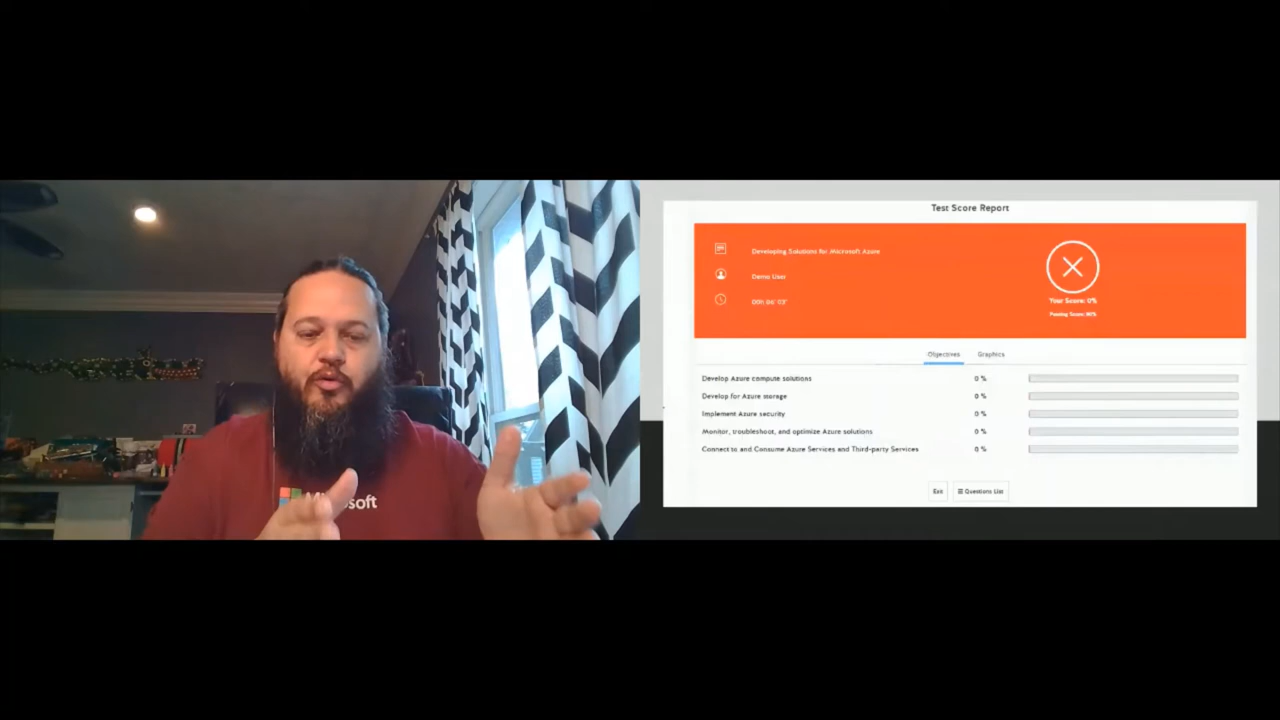 Microsoft
Test Score Report
Developing Solutions for Microsoft Azure
Demo User
Your Score: 0%
Objectives
Graphics
Develop Azure compute solutions 0 %
Develop for Azure storage 0 %
Implement Azure security 0 %
Monitor, troubleshoot, and optimize Azure solutions 0 %
Connect to and Consume Azure Services and Third-party Services 0 %
Exit
Questions List